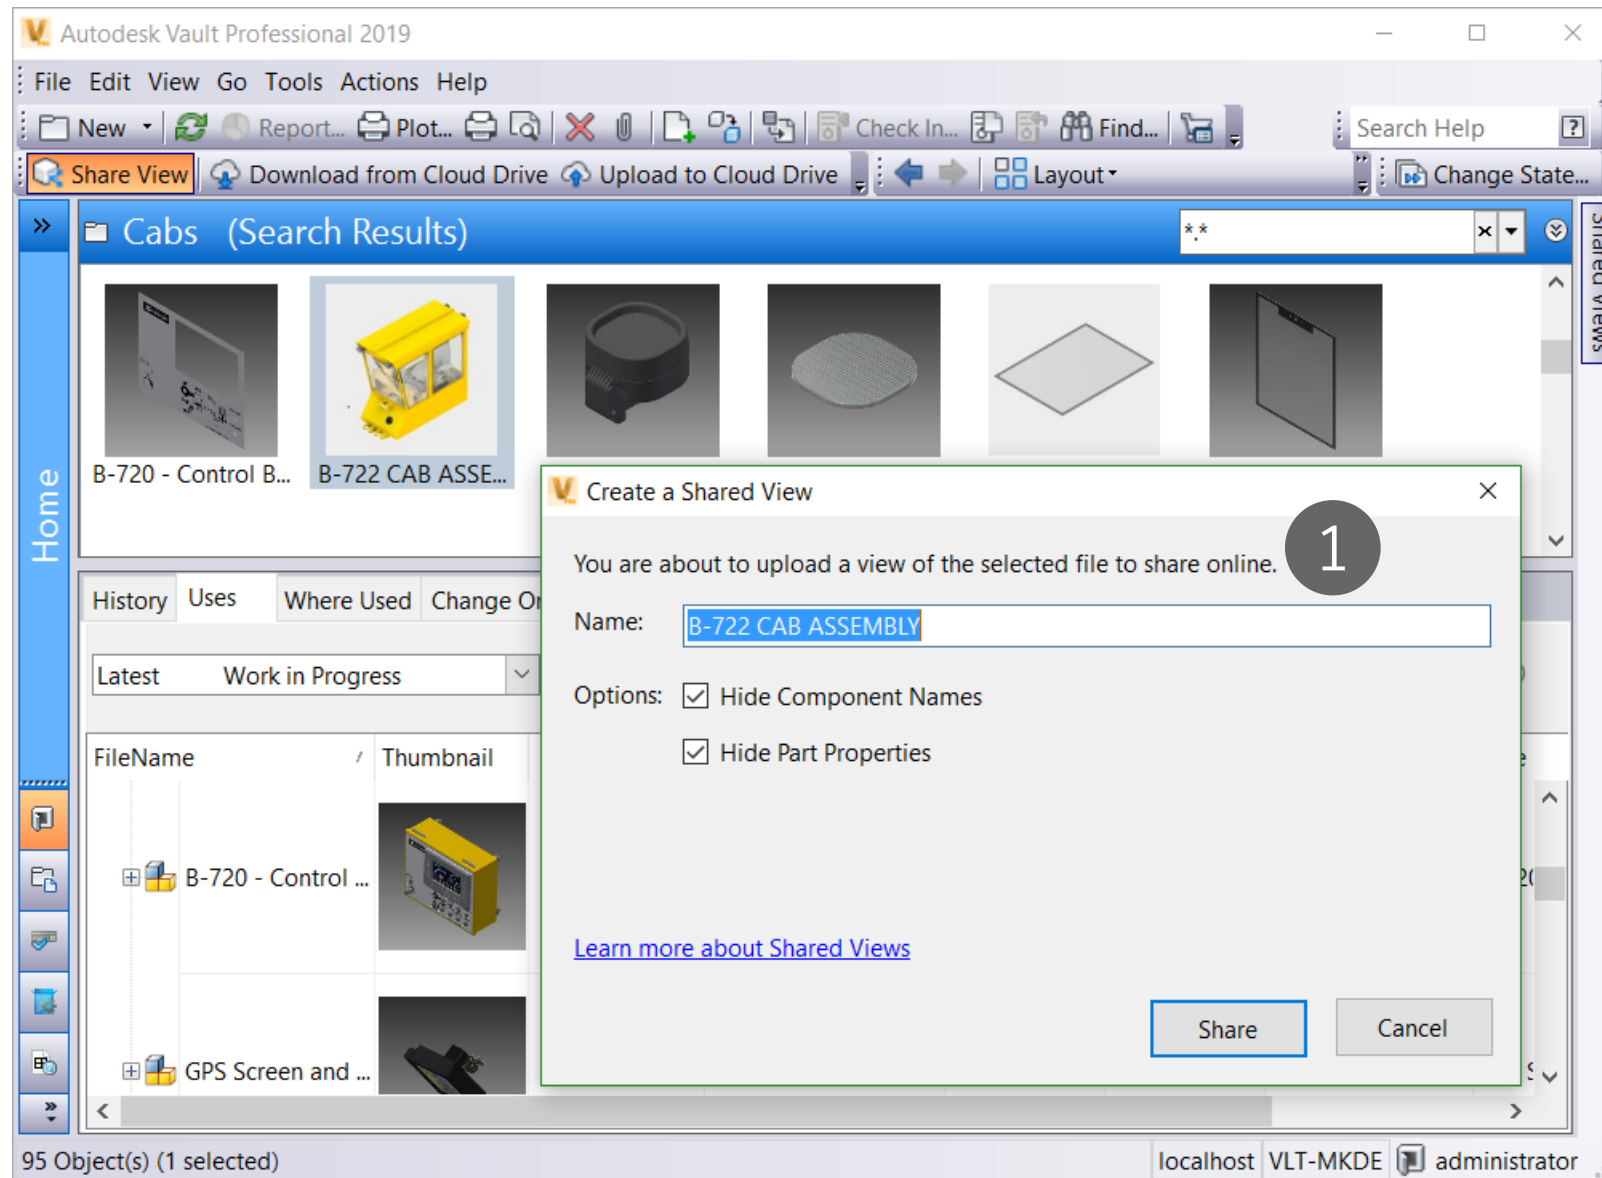 Autodesk Vault Professional 2019
File Edit View Go Tools Actions Help
New Report... Plot... Check In... Find... Search Help
Share View Download from Cloud Drive Upload to Cloud Drive Layout Change State...
Cabs (Search Results) *.*
Shared Views
Home
B-720 - Control B... B-722 CAB ASSE...
Create a Shared View
You are about to upload a view of the selected file to share online.
1
Name: B-722 CAB ASSEMBLY
Options: Hide Component Names
Hide Part Properties
Learn more about Shared Views
Share Cancel
History Uses Where Used Change Or
Latest Work in Progress
FileName Thumbnail
B-720 - Control ...
GPS Screen and ...
95 Object(s) (1 selected) localhost VLT-MKDE administrator